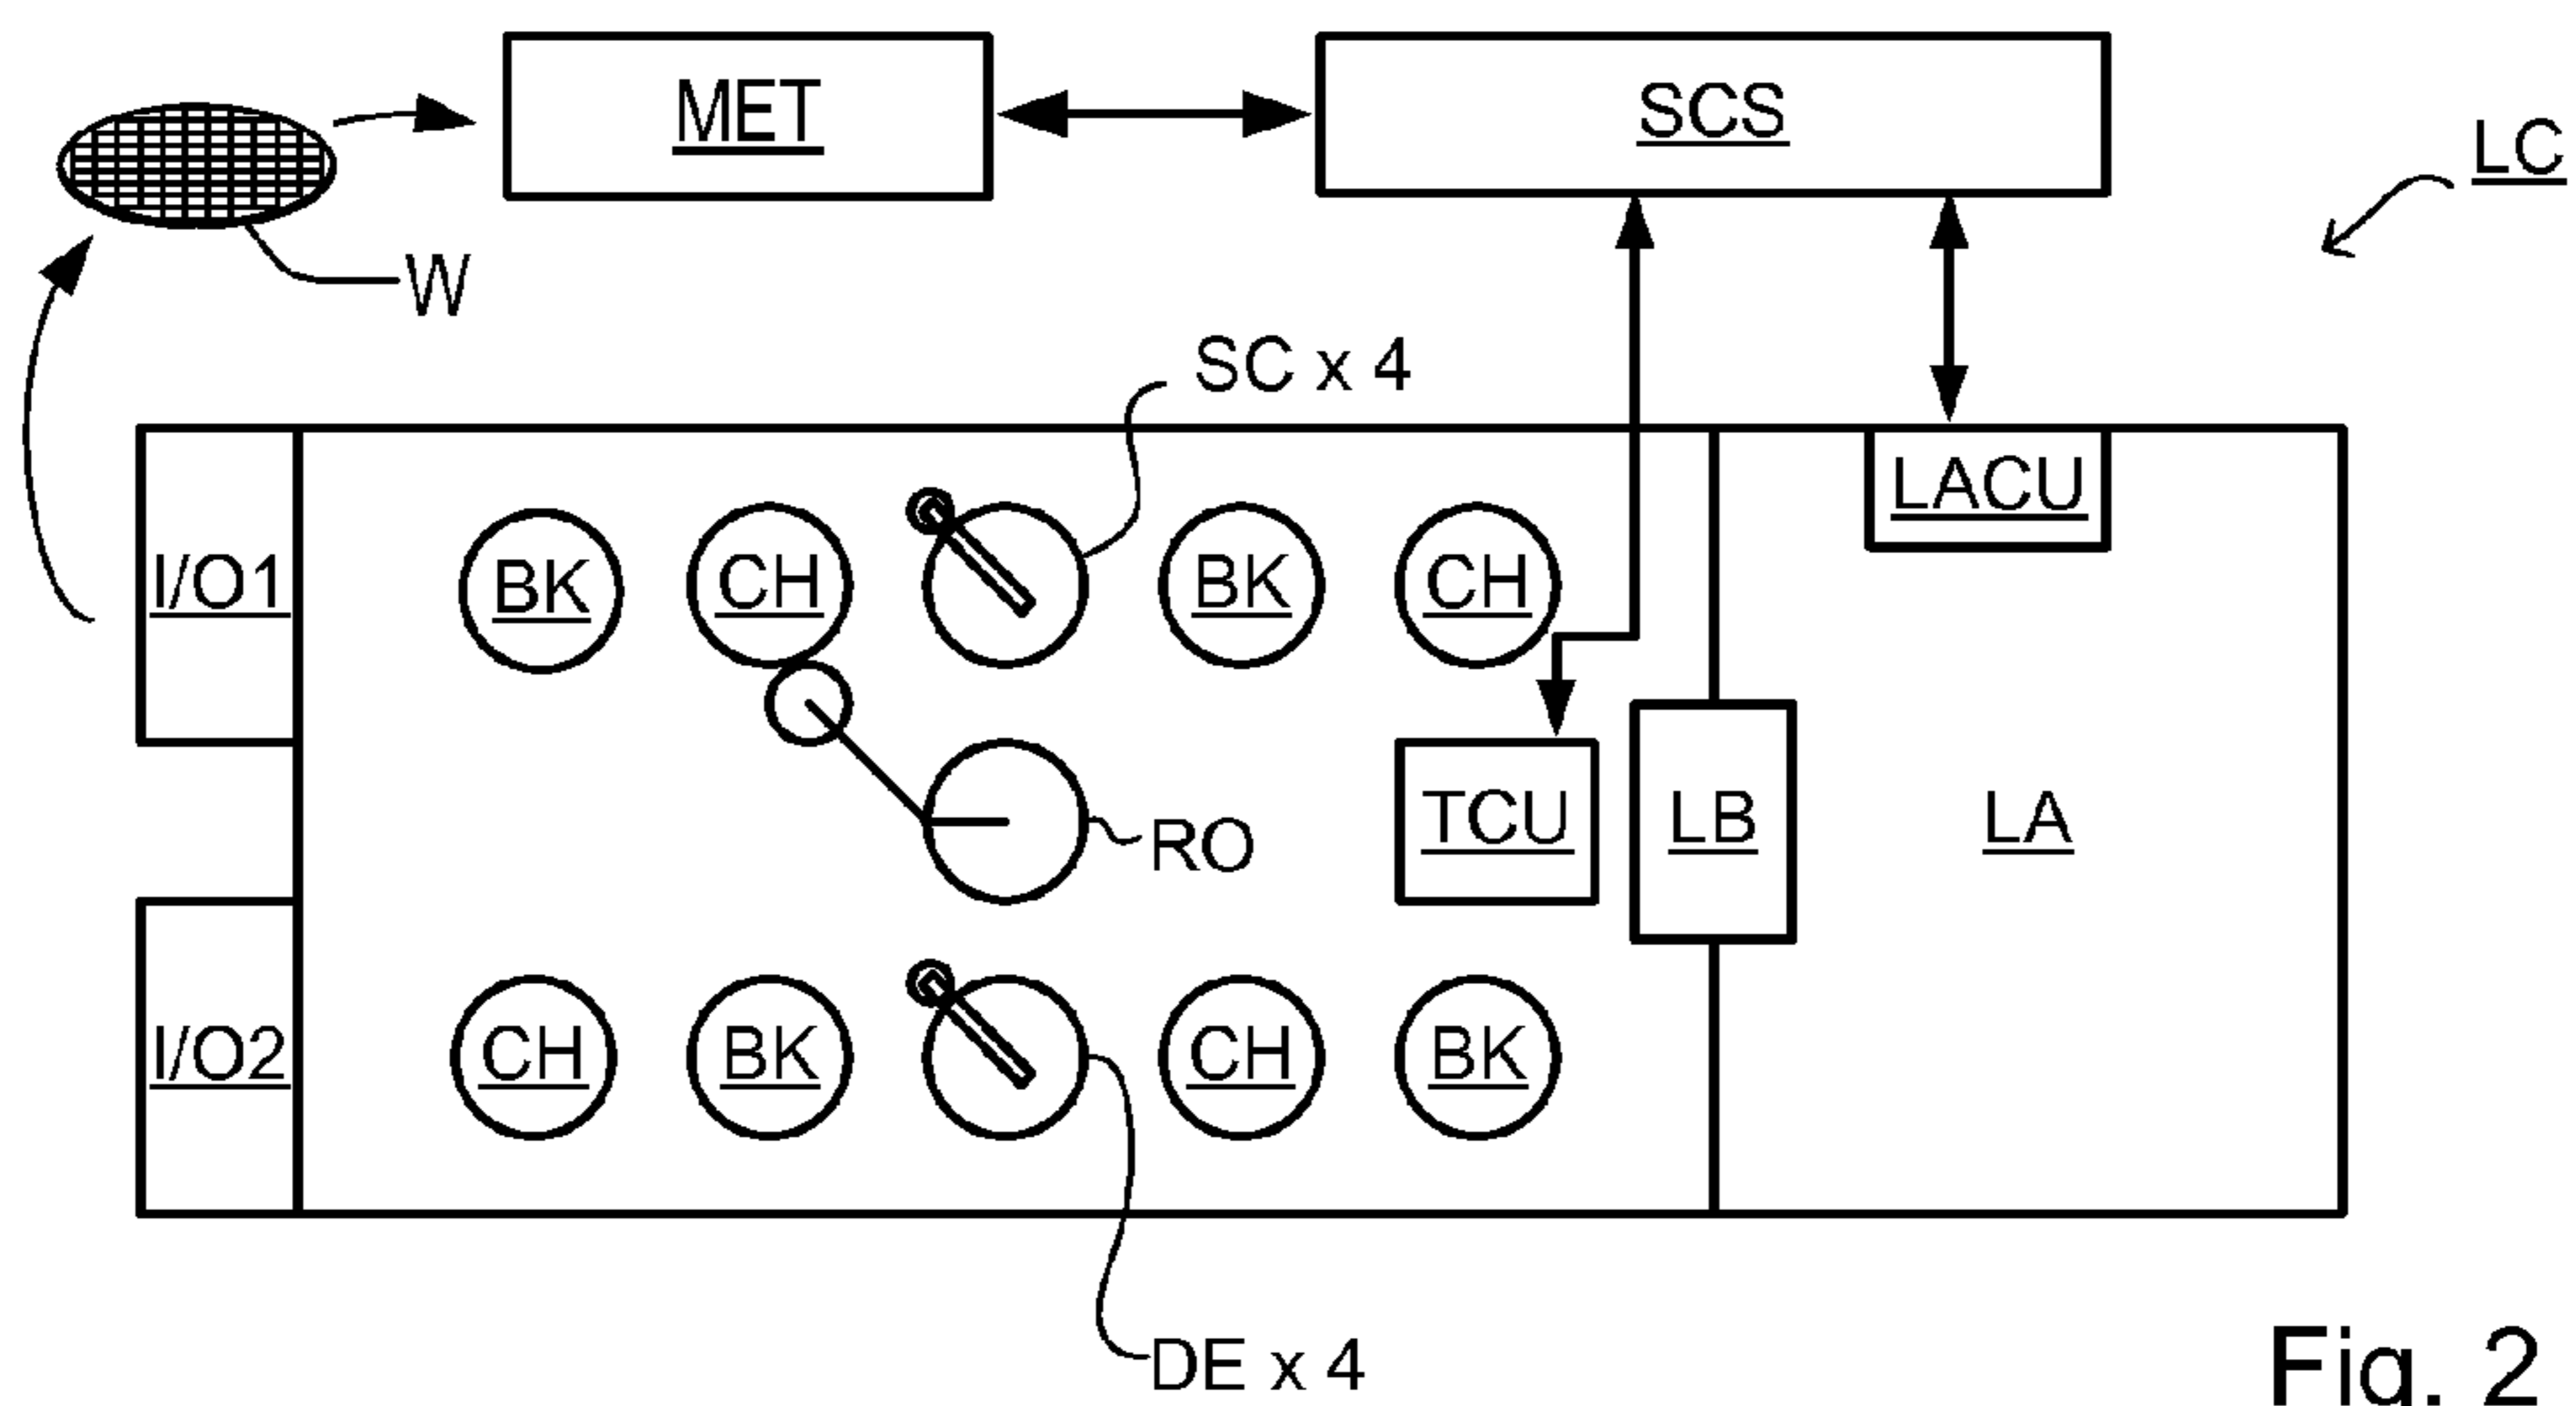 MET
SCS
LC
W
SC x 4
LACU
I/O1
BK
CH
BK
CH
TCU
LB
LA
RO
I/O2
CH
BK
CH
BK
DE x 4
Fig. 2